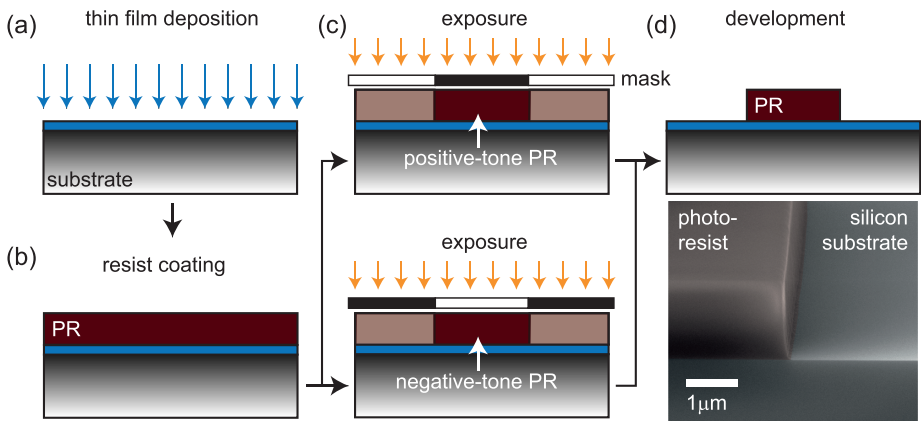 (a)
thin film deposition
substrate
(b)
resist coating
PR
(c)
exposure
mask
positive-tone PR
exposure
negative-tone PR
(d)
development
PR
photo-
resist
silicon
substrate
1μm